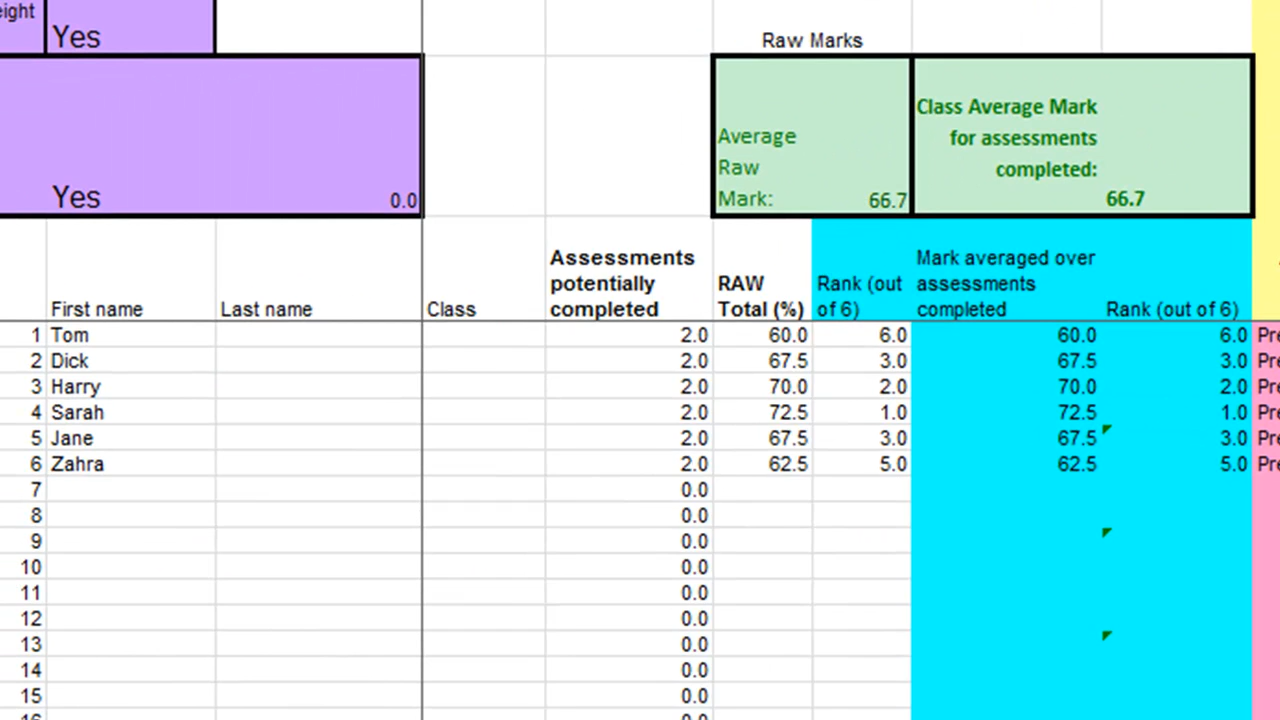 eight
Yes
Raw Marks
Class Average Mark
for assessments
completed:
Average
Raw
Mark: 66.7
66.7
Yes 0.0
First name Last name Class Assessments potentially completed RAW Total (%) Rank (out of 6) Mark averaged over assessments completed Rank (out of 6)
1 Tom 2.0 60.0 6.0 60.0 6.0 Pre
2 Dick 2.0 67.5 3.0 67.5 3.0 Pre
3 Harry 2.0 70.0 2.0 70.0 2.0 Pre
4 Sarah 2.0 72.5 1.0 72.5 1.0 Pre
5 Jane 2.0 67.5 3.0 67.5 3.0 Pre
6 Zahra 2.0 62.5 5.0 62.5 5.0 Pre
7 0.0
8 0.0
9 0.0
10 0.0
11 0.0
12 0.0
13 0.0
14 0.0
15 0.0